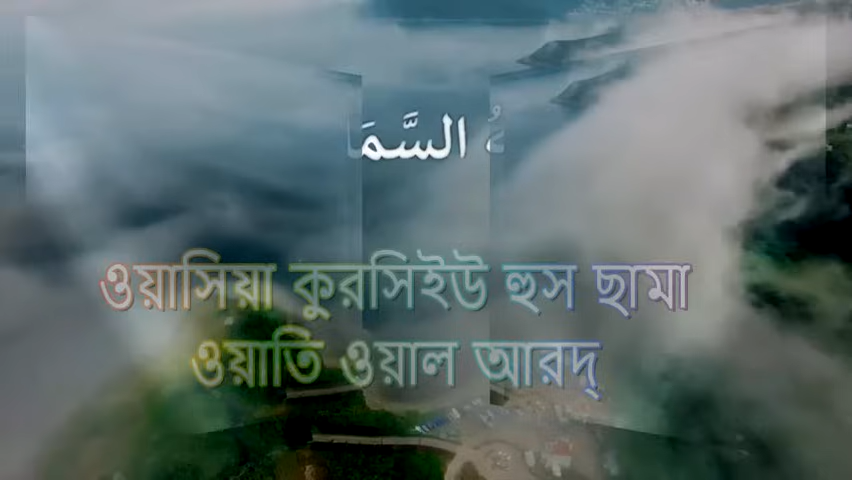 هُ السَّمَا
ওয়াসিয়া কুরসিইউ হুস ছামা
ওয়াতি ওয়াল আরদ্